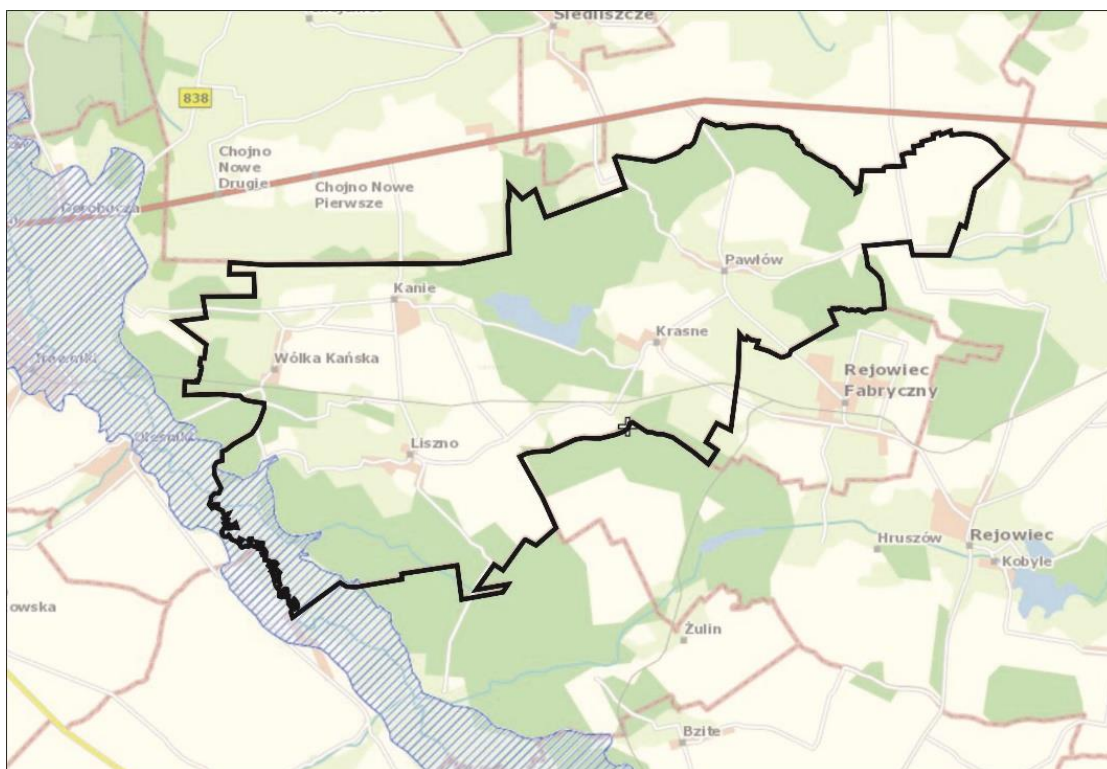 Siedliszcze
838
Chojno
Nowe
Drugie
Chojno Nowe
Pierwsze
Pawłów
Kanie
Krasne
Wólka Kańska
Rejowiec
Fabryczny
Liszno
Rejowiec
Hruszów
Kobyle
owska
Żulin
Bzite